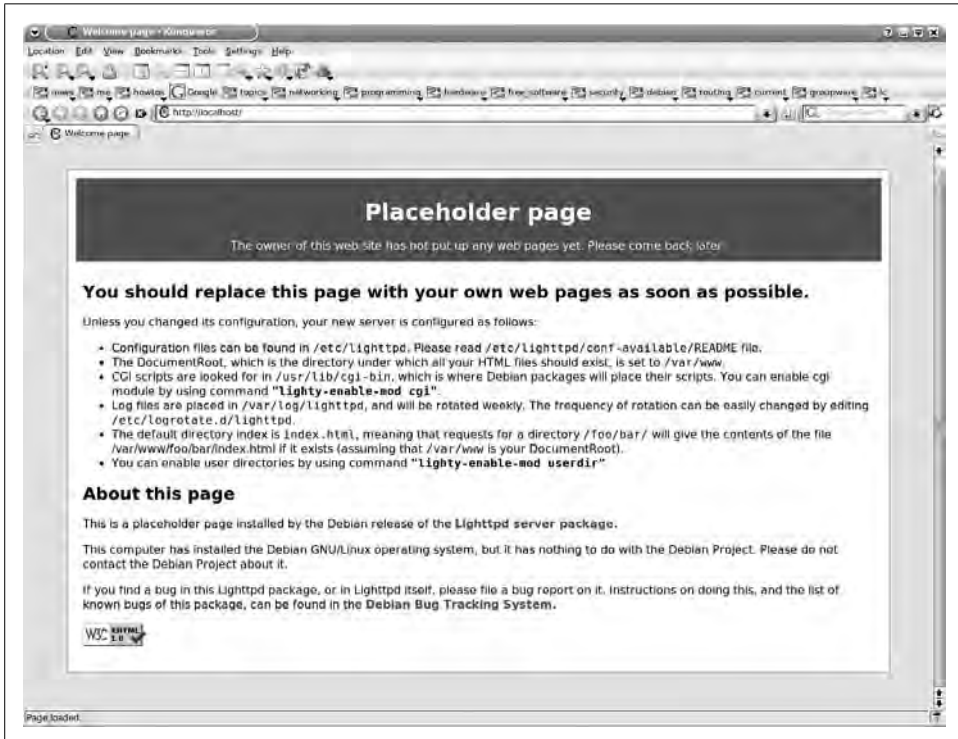 Welcome page - Konqueror
Location Edit View Bookmarks Tools Settings Help
news me howtos Google topics networking programming hardware free_software security debian routing current groupware
http://localhost/
Welcome page
Placeholder page
The owner of this web site has not put up any web pages yet. Please come back later.
You should replace this page with your own web pages as soon as possible.
Unless you changed its configuration, your new server is configured as follows:
• Configuration files can be found in /etc/lighttpd. Please read /etc/lighttpd/conf-available/README file.
• The DocumentRoot, which is the directory under which all your HTML files should exist, is set to /var/www.
• CGI scripts are looked for in /usr/lib/cgi-bin, which is where Debian packages will place their scripts. You can enable cgi
module by using command "lighty-enable-mod cgi".
• Log files are placed in /var/log/lighttpd, and will be rotated weekly. The frequency of rotation can be easily changed by editing
/etc/logrotate.d/lighttpd.
• The default directory index is index.html, meaning that requests for a directory /foo/bar/ will give the contents of the file
/var/www/foo/bar/index.html if it exists (assuming that /var/www is your DocumentRoot).
• You can enable user directories by using command "lighty-enable-mod userdir"
About this page
This is a placeholder page installed by the Debian release of the Lighttpd server package.
This computer has installed the Debian GNU/Linux operating system, but it has nothing to do with the Debian Project. Please do not
contact the Debian Project about it.
If you find a bug in this Lighttpd package, or in Lighttpd itself, please file a bug report on it. Instructions on doing this, and the list of
known bugs of this package, can be found in the Debian Bug Tracking System.
W3C XHTML 1.0
Page loaded.